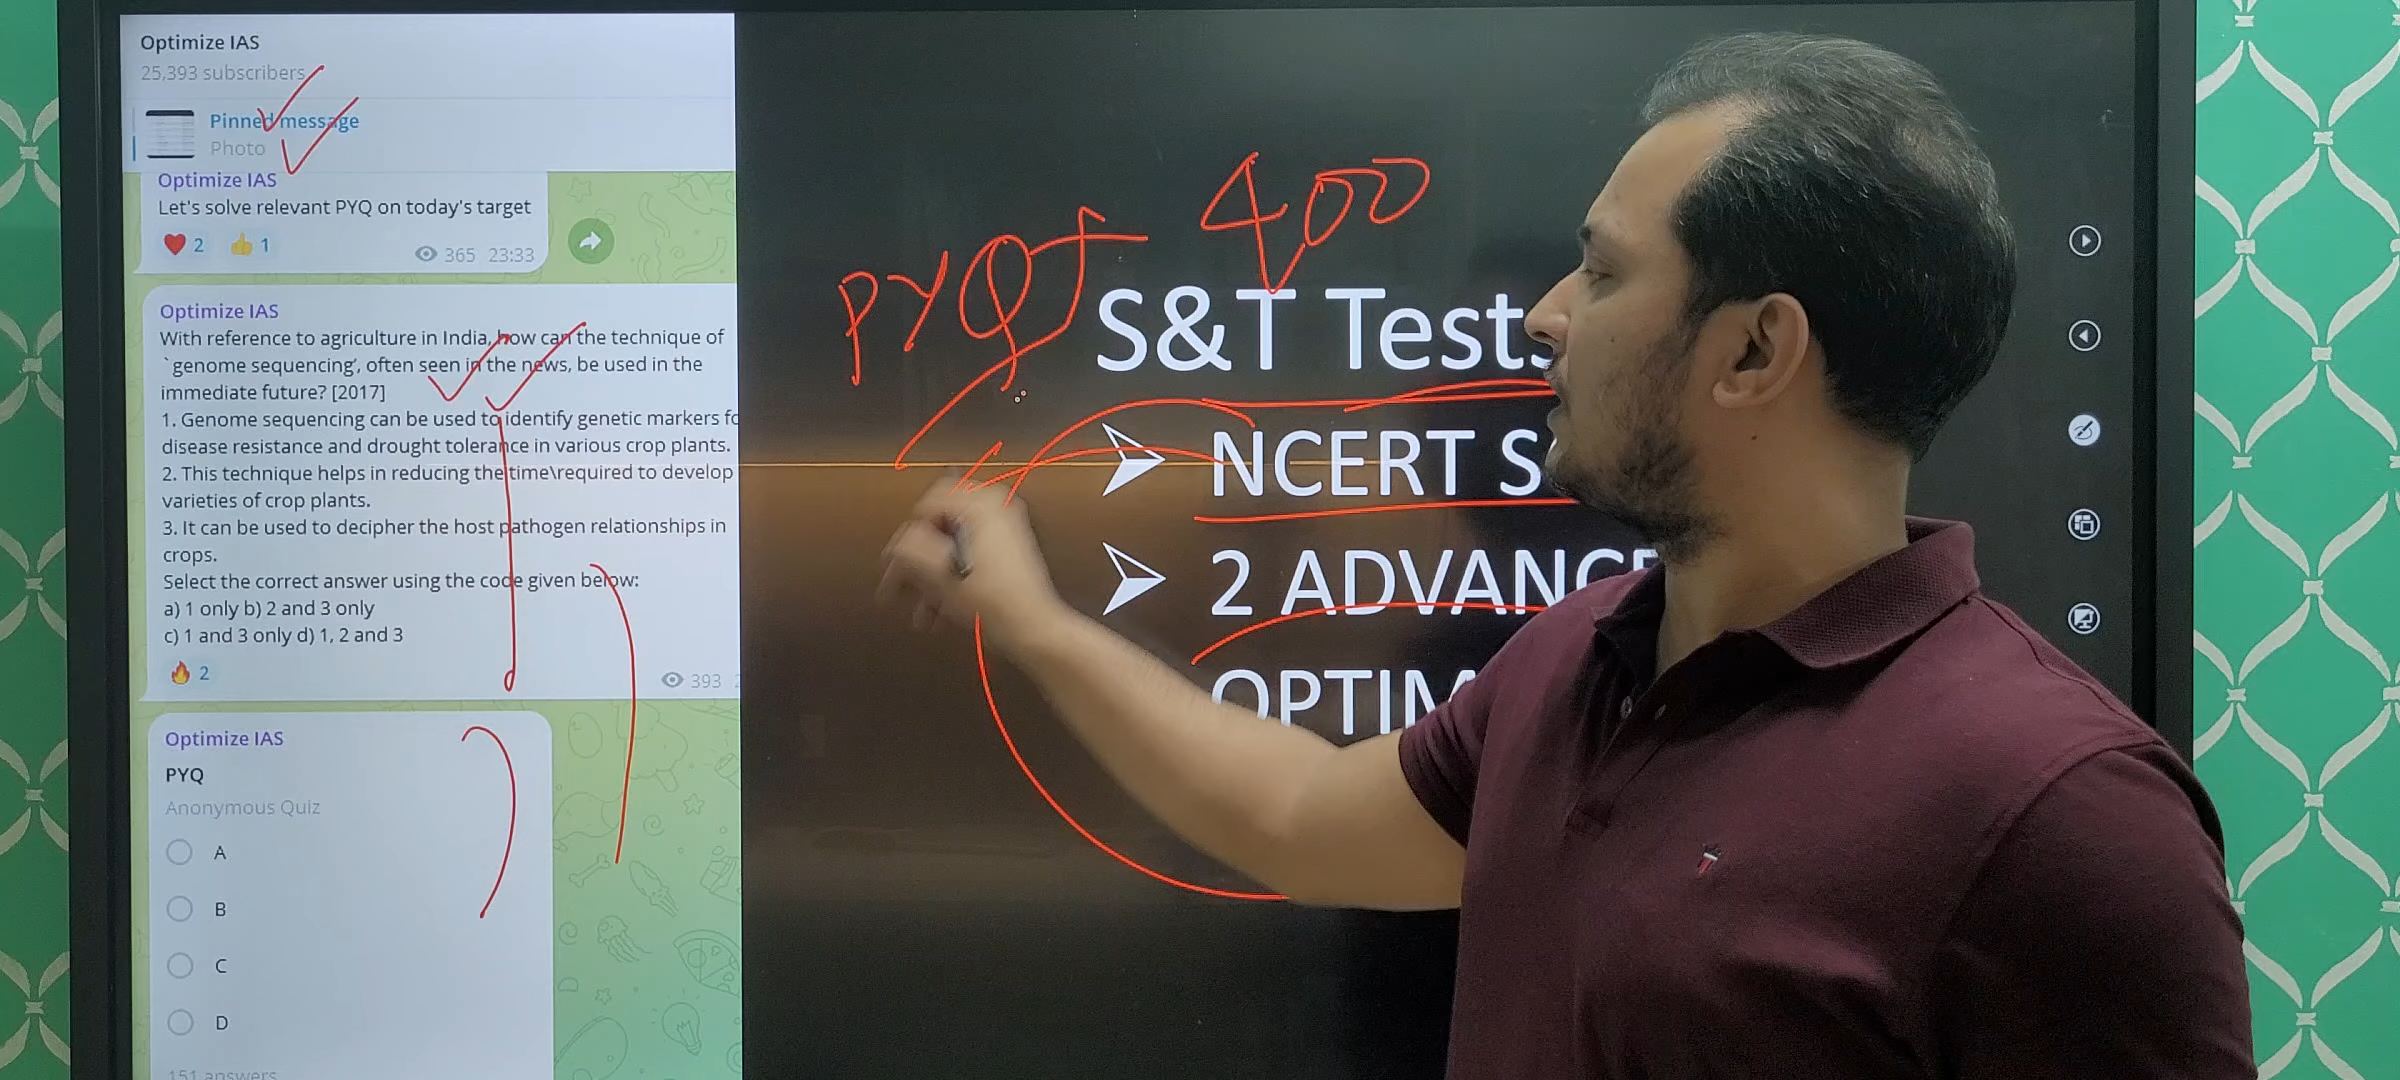 Optimize IAS
25,393 subscribers
Pinned message
Photo
Optimize IAS
Let's solve relevant PYQ on today's target
2 1
365 23:33
Optimize IAS
With reference to agriculture in India, how can the technique of
`genome sequencing', often seen in the news, be used in the
immediate future? [2017]
1. Genome sequencing can be used to identify genetic markers fo
disease resistance and drought tolerance in various crop plants.
2. This technique helps in reducing the time\required to develop
varieties of crop plants.
3. It can be used to decipher the host pathogen relationships in
crops.
Select the correct answer using the code given below:
a) 1 only b) 2 and 3 only
c) 1 and 3 only d) 1, 2 and 3
2
393
Optimize IAS
PYQ
Anonymous Quiz
A
B
C
D
151 answers
PYQ 400
S&T Tests
NCERT S
2 ADVANCE
OPTIM